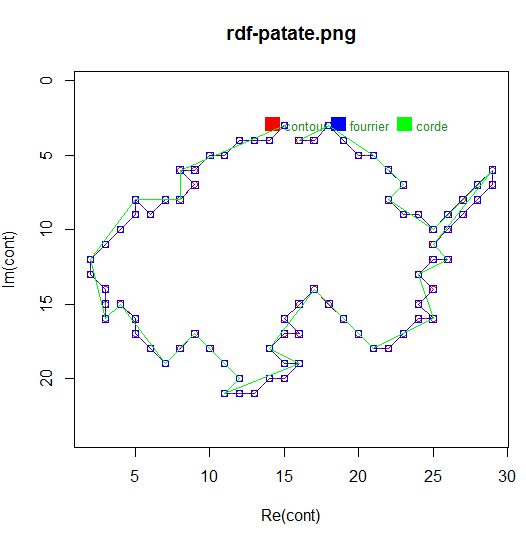 rdf-patate.png
contour fourrier corde
0
5
10
15
20
Im(cont)
5 10 15 20 25 30
Re(cont)